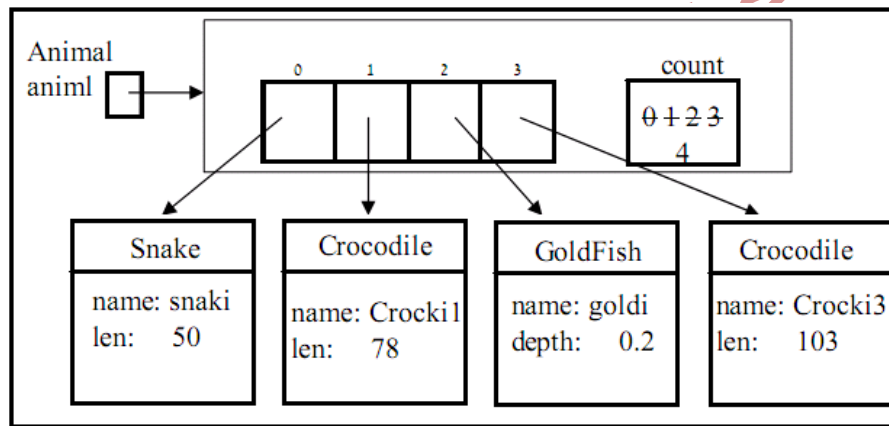 Animal
animl
0 1 2 3
count
0 1 2 3
4
Snake
name: snaki
len: 50
Crocodile
name: Crocki1
len: 78
GoldFish
name: goldi
depth: 0.2
Crocodile
name: Crocki3
len: 103